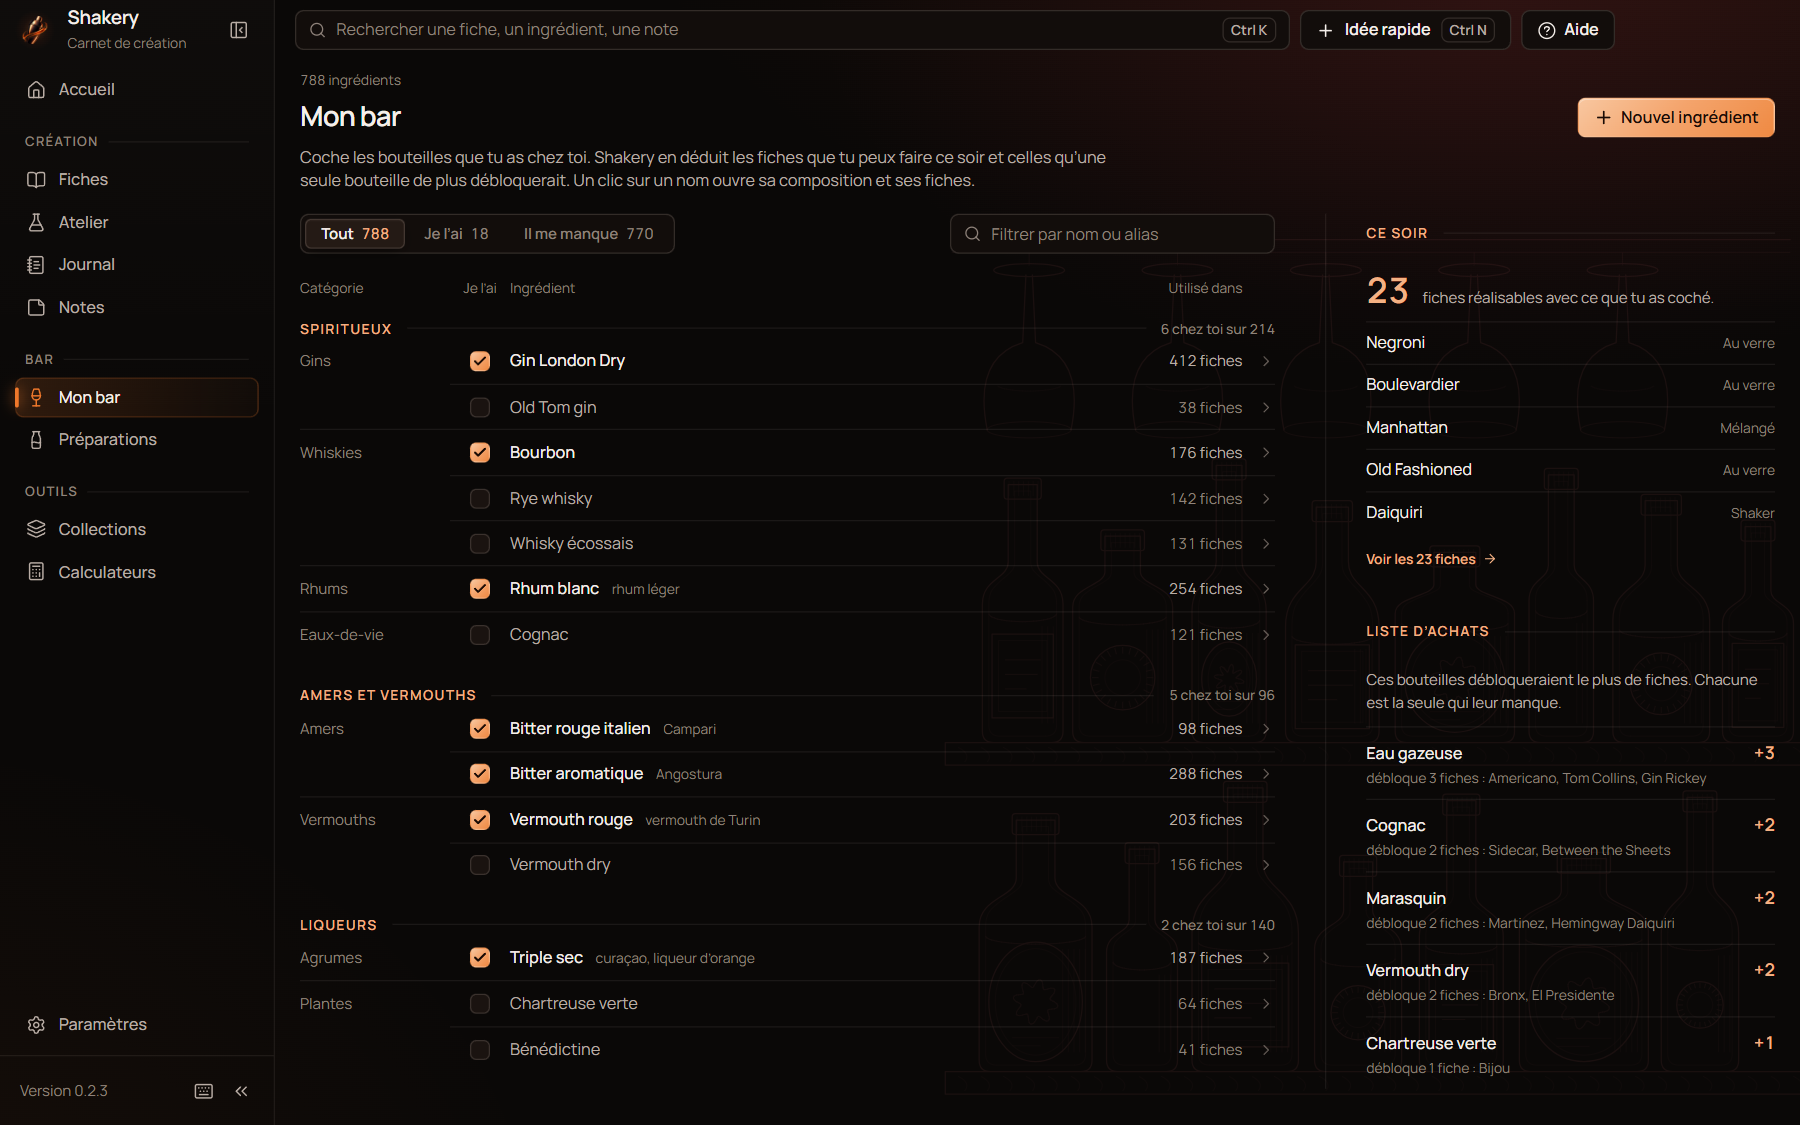 Shakery
Carnet de création
Accueil
CRÉATION
Fiches
Atelier
Journal
Notes
BAR
Mon bar
Préparations
OUTILS
Collections
Calculateurs
Paramètres
Version 0.2.3
Rechercher une fiche, un ingrédient, une note Ctrl K
Idée rapide Ctrl N
Aide
788 ingrédients
Mon bar
Nouvel ingrédient
Coche les bouteilles que tu as chez toi. Shakery en déduit les fiches que tu peux faire ce soir et celles qu'une
seule bouteille de plus débloquerait. Un clic sur un nom ouvre sa composition et ses fiches.
Tout 788 Je l'ai 18 Il me manque 770
Filtrer par nom ou alias
Catégorie Je l'ai Ingrédient Utilisé dans
SPIRITUEUX 6 chez toi sur 214
Gins Gin London Dry 412 fiches
Old Tom gin 38 fiches
Whiskies Bourbon 176 fiches
Rye whisky 142 fiches
Whisky écossais 131 fiches
Rhums Rhum blanc rhum léger 254 fiches
Eaux-de-vie Cognac 121 fiches
AMERS ET VERMOUTHS 5 chez toi sur 96
Amers Bitter rouge italien Campari 98 fiches
Bitter aromatique Angostura 288 fiches
Vermouths Vermouth rouge vermouth de Turin 203 fiches
Vermouth dry 156 fiches
LIQUEURS 2 chez toi sur 140
Agrumes Triple sec curaçao, liqueur d'orange 187 fiches
Plantes Chartreuse verte 64 fiches
Bénédictine 41 fiches
CE SOIR
23 fiches réalisables avec ce que tu as coché.
Negroni Au verre
Boulevardier Au verre
Manhattan Mélangé
Old Fashioned Au verre
Daiquiri Shaker
Voir les 23 fiches →
LISTE D'ACHATS
Ces bouteilles débloqueraient le plus de fiches. Chacune
est la seule qui leur manque.
Eau gazeuse +3
débloque 3 fiches : Americano, Tom Collins, Gin Rickey
Cognac +2
débloque 2 fiches : Sidecar, Between the Sheets
Marasquin +2
débloque 2 fiches : Martinez, Hemingway Daiquiri
Vermouth dry +2
débloque 2 fiches : Bronx, El Presidente
Chartreuse verte +1
débloque 1 fiche : Bijou